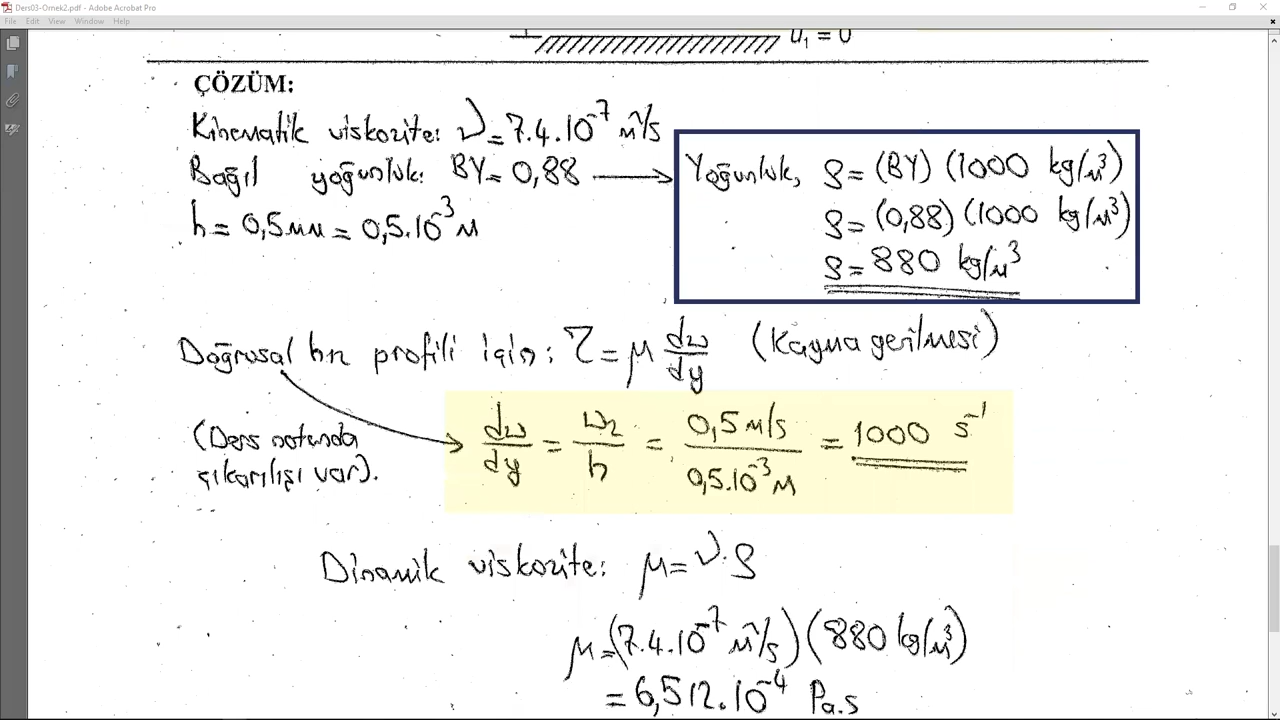 Ders03-Ornek2.pdf - Adobe Acrobat Pro
File Edit View Window Help
u₁ = 0
ÇÖZÜM:
Kinematik viskozite: ν = 7.4.10⁻⁷ m²/s
Bağıl yoğunluk: BY = 0,88 → Yoğunluk, ρ = (BY) (1000 kg/m³)
ρ = (0,88) (1000 kg/m³)
h = 0,5 mm = 0,5.10⁻³ m
ρ = 880 kg/m³
Doğrusal hız profili için: τ = μ du/dy (Kayma gerilmesi)
(Ders notunda
çıkarılışı var).
du/dy = u₂/h = 0,5 m/s / 0,5.10⁻³ m = 1000 s⁻¹
Dinamik viskozite: μ = ν.ρ
μ = (7.4.10⁻⁷ m²/s) (880 kg/m³)
= 6,512.10⁻⁴ Pa.s